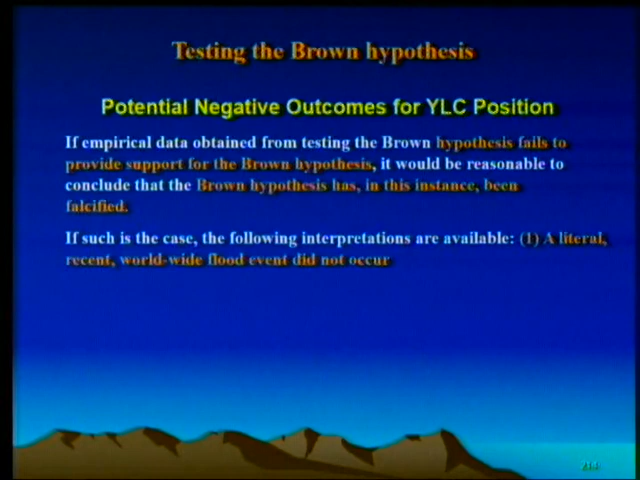 Testing the Brown hypothesis
Potential Negative Outcomes for YLC Position
If empirical data obtained from testing the Brown hypothesis fails to
provide support for the Brown hypothesis, it would be reasonable to
conclude that the Brown hypothesis has, in this instance, been
falcified.
If such is the case, the following interpretations are available: (1) A literal,
recent, world-wide flood event did not occur